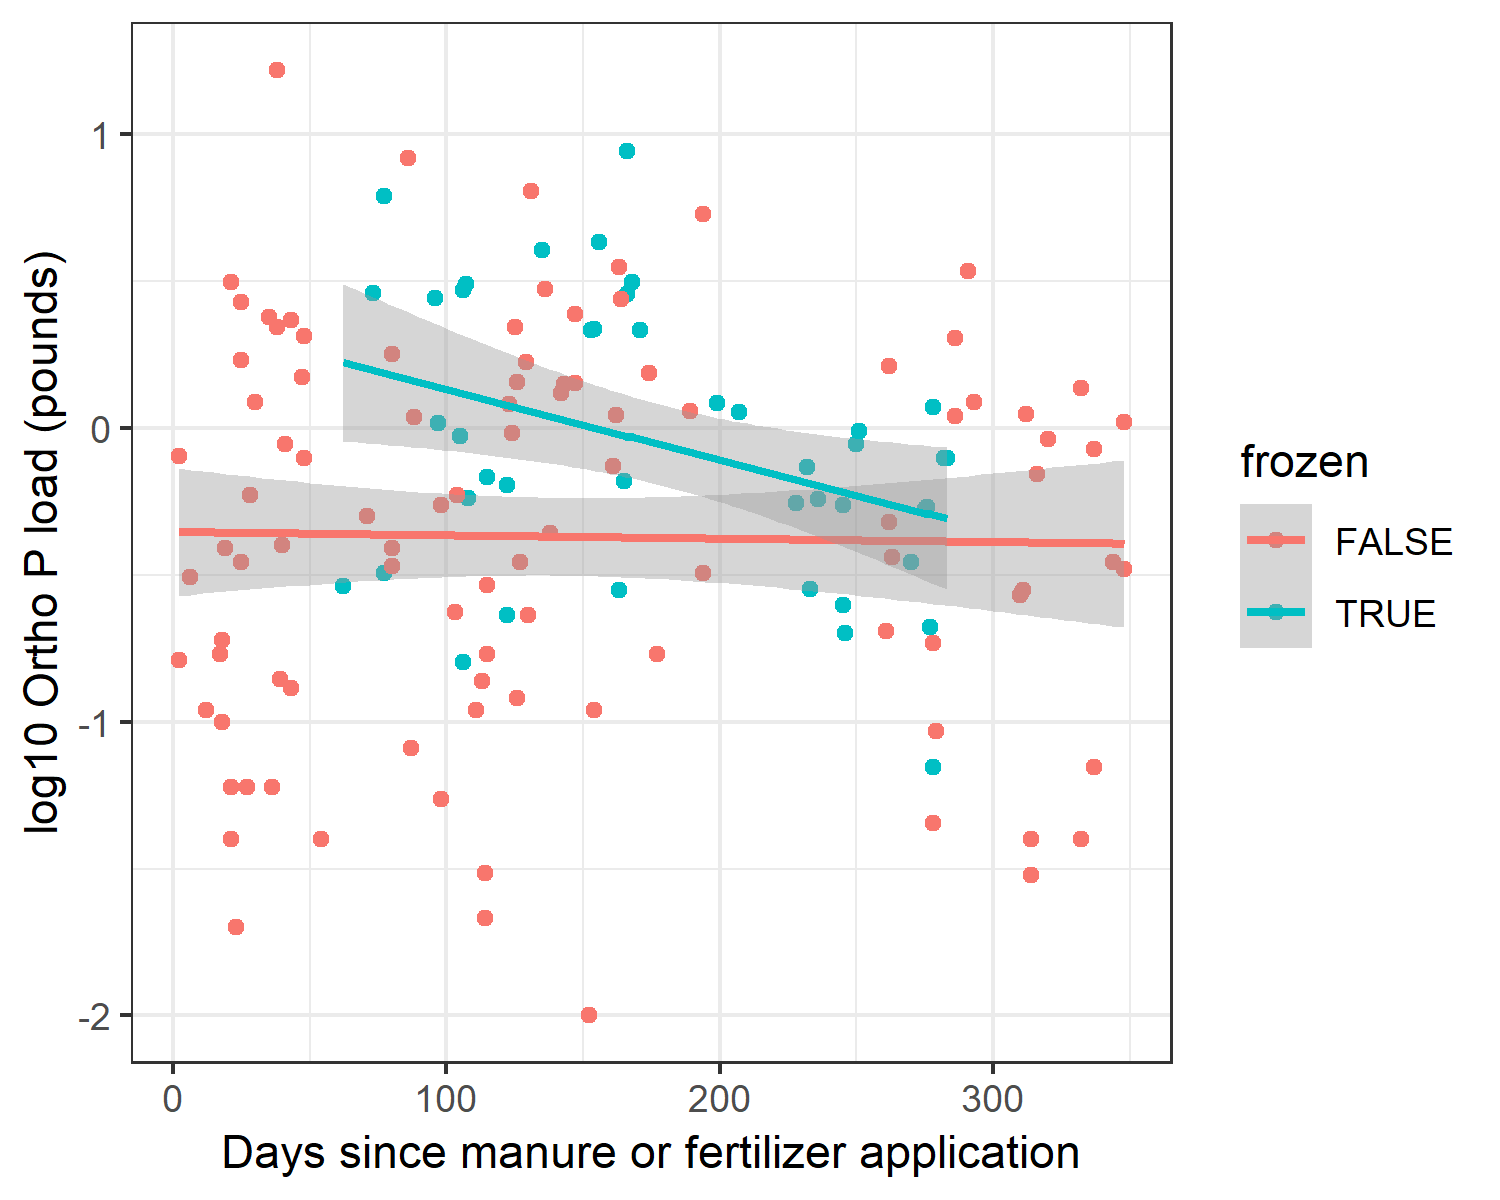 log10 Ortho P load (pounds)
1
0
-1
-2
0 100 200 300
Days since manure or fertilizer application
frozen
FALSE
TRUE